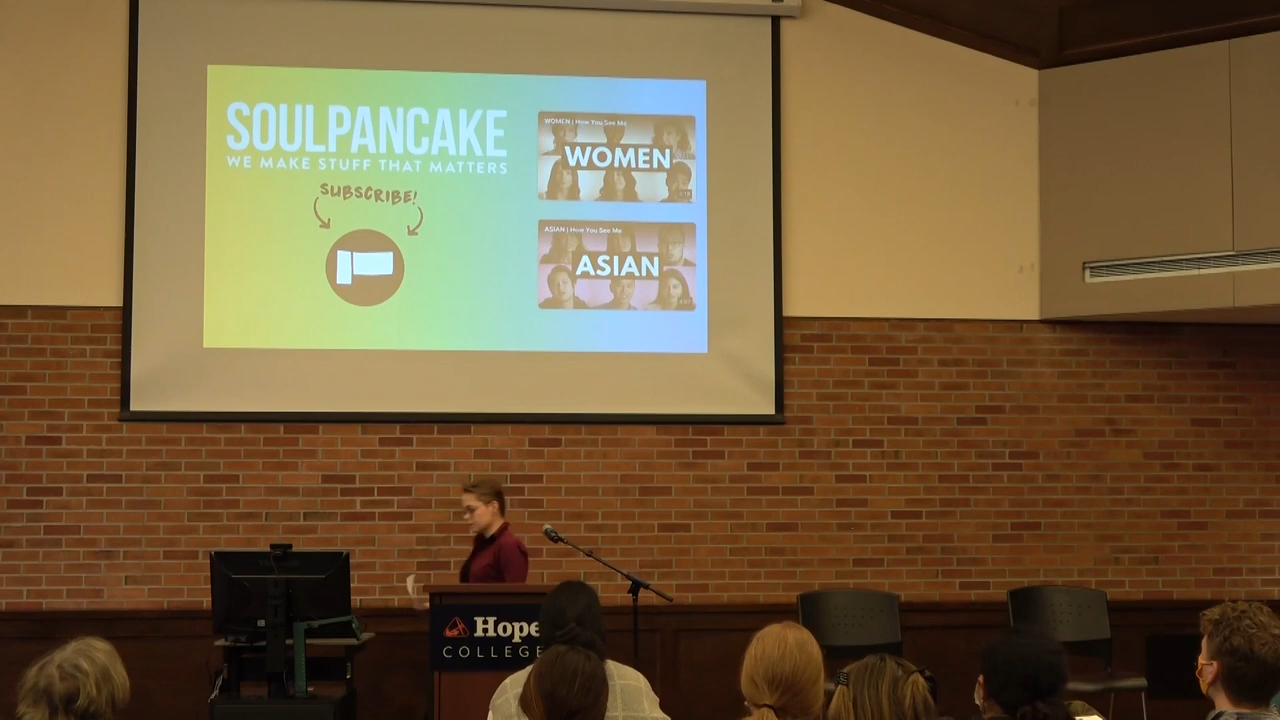 SOULPANCAKE
WE MAKE STUFF THAT MATTERS
SUBSCRIBE!
WOMEN | How You See Me
WOMEN
ASIAN | How You See Me
ASIAN
Hope
COLLEGE